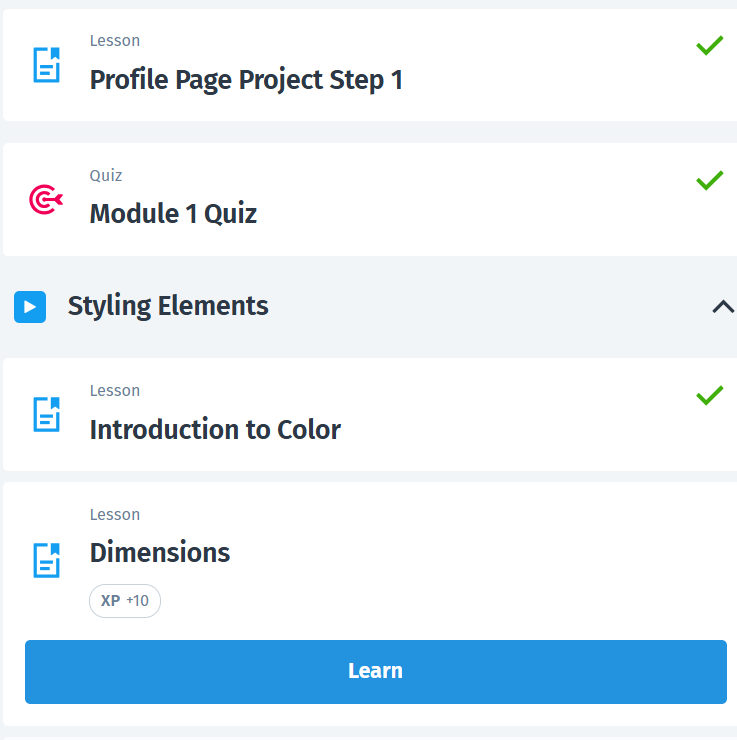 Lesson
Profile Page Project Step 1
Quiz
Module 1 Quiz
Styling Elements
Lesson
Introduction to Color
Lesson
Dimensions
XP +10
Learn